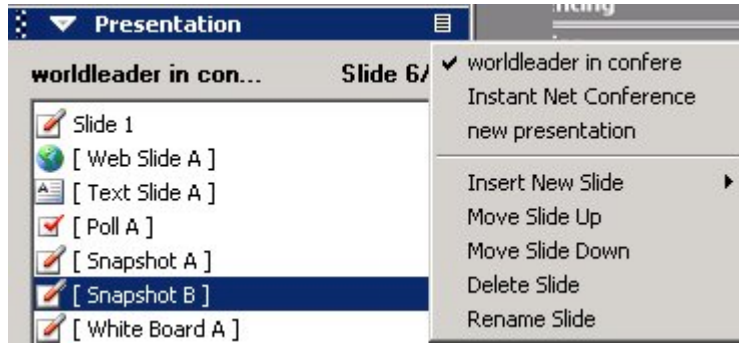 Presentation
worldleader in con... Slide 6/
Slide 1
[ Web Slide A ]
[ Text Slide A ]
[ Poll A ]
[ Snapshot A ]
[ Snapshot B ]
[ White Board A ]
worldleader in confere
Instant Net Conference
new presentation
Insert New Slide
Move Slide Up
Move Slide Down
Delete Slide
Rename Slide